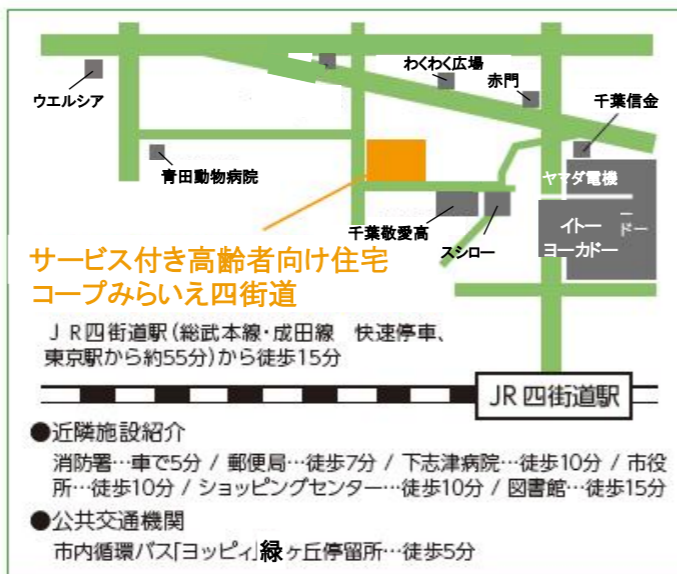 わくわく広場
赤門
ウエルシア
千葉信金
青田動物病院
ヤマダ電機
千葉敬愛高
スシロー
イトー
ヨーカドー
ー
ドー
サービス付き高齢者向け住宅
コープみらいえ四街道
ＪＲ四街道駅（総武本線・成田線　快速停車、
東京駅から約55分）から徒歩15分
JR 四街道駅
●近隣施設紹介
消防署…車で5分 / 郵便局…徒歩7分 / 下志津病院…徒歩10分 / 市役
所…徒歩10分 / ショッピングセンター…徒歩10分 / 図書館…徒歩15分
●公共交通機関
市内循環バス「ヨッピィ」緑ヶ丘停留所…徒歩5分